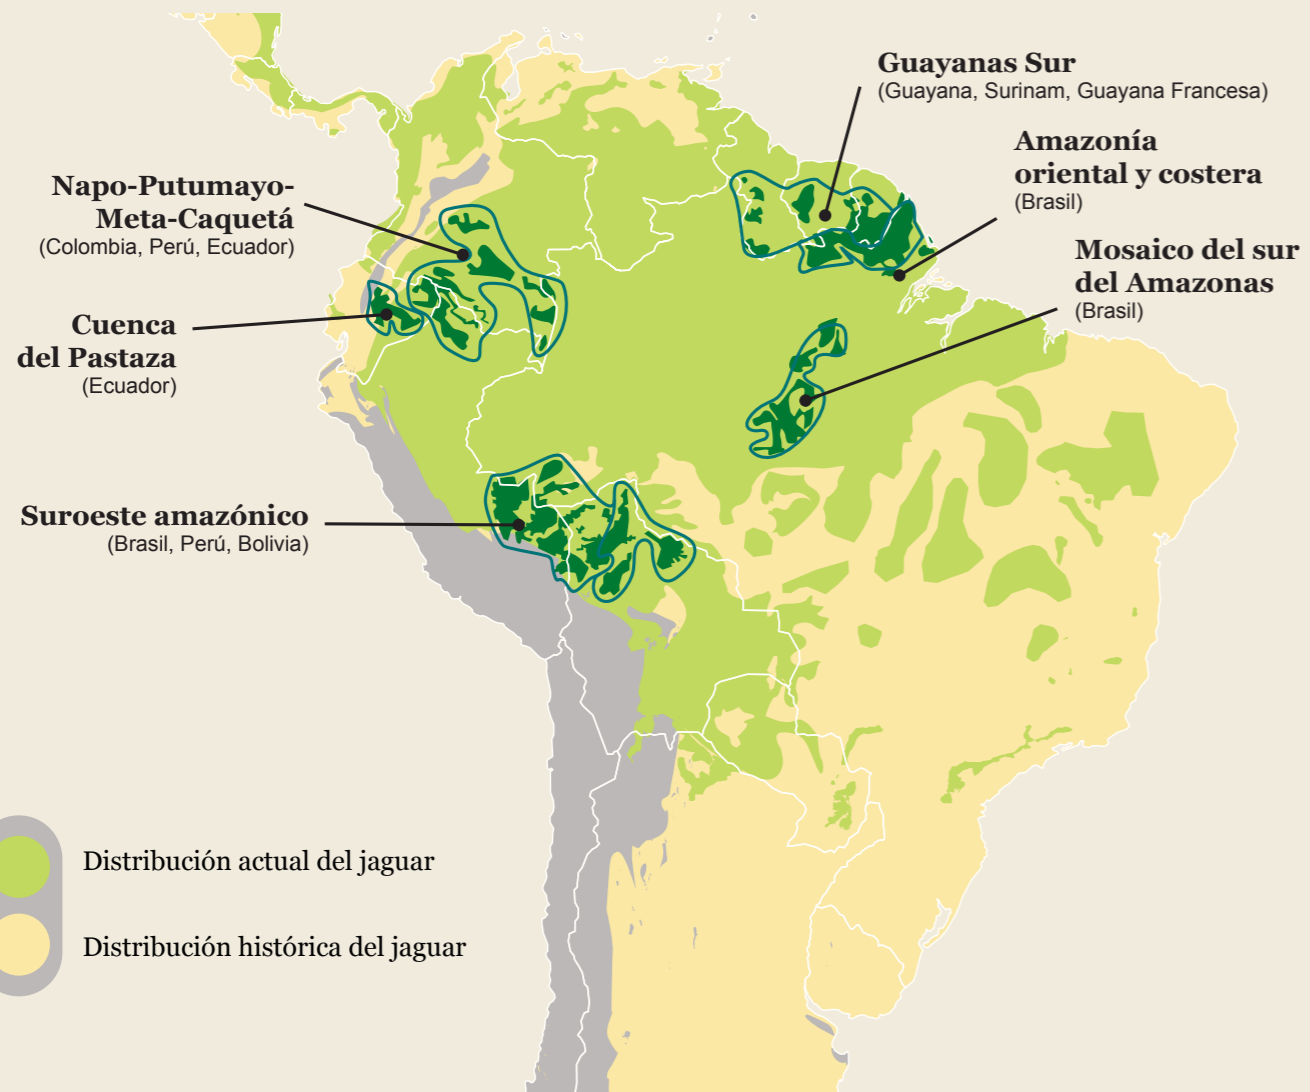 Guayanas Sur
(Guayana, Surinam, Guayana Francesa)
Amazonía
oriental y costera
(Brasil)
Napo-Putumayo-
Meta-Caquetá
(Colombia, Perú, Ecuador)
Mosaico del sur
del Amazonas
(Brasil)
Cuenca
del Pastaza
(Ecuador)
Suroeste amazónico
(Brasil, Perú, Bolivia)
Distribución actual del jaguar
Distribución histórica del jaguar